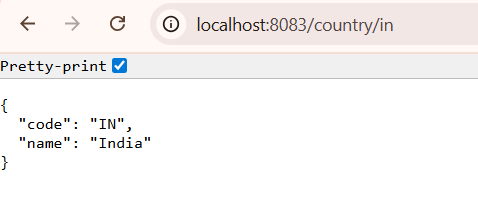 localhost:8083/country/in
Pretty-print
{
  "code": "IN",
  "name": "India"
}